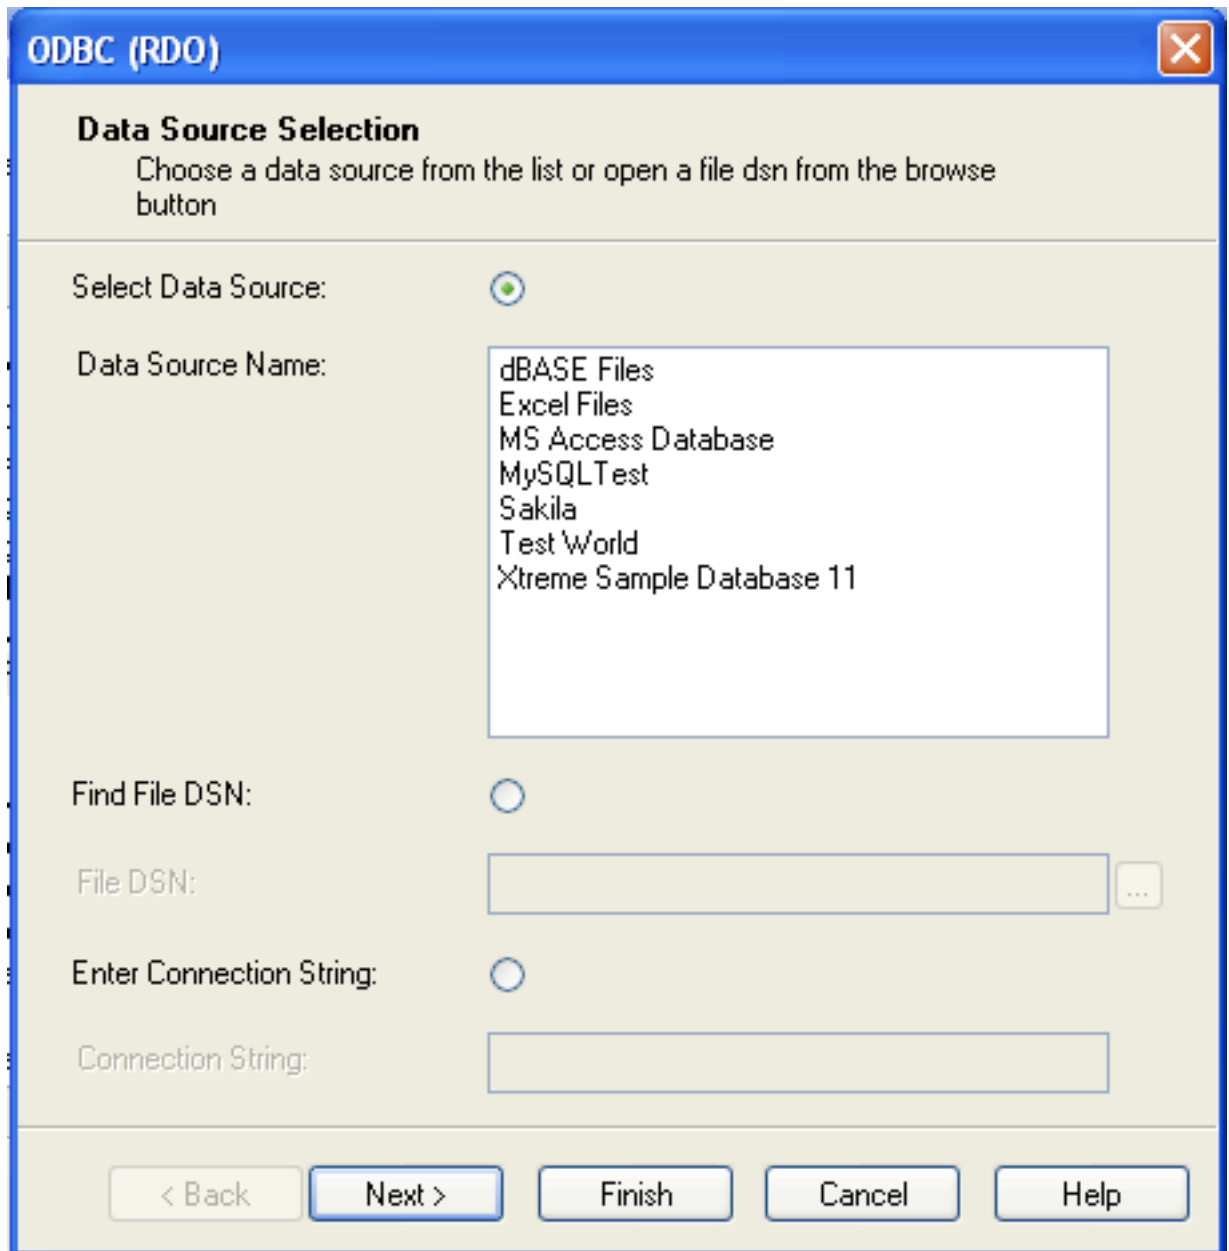 ODBC (RDO)
Data Source Selection
Choose a data source from the list or open a file dsn from the browse
button
Select Data Source:
Data Source Name:
dBASE Files
Excel Files
MS Access Database
MySQLTest
Sakila
Test World
Xtreme Sample Database 11
Find File DSN:
File DSN:
...
Enter Connection String:
Connection String:
< Back Next > Finish Cancel Help